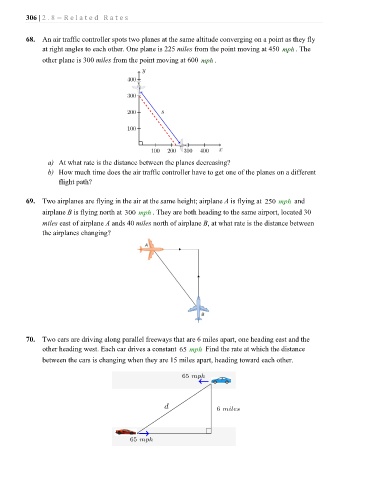 306 | 2 . 8 – R e l a t e d R a t e s
68. An air traffic controller spots two planes at the same altitude converging on a point as they fly
at right angles to each other. One plane is 225 miles from the point moving at 450 mph. The
other plane is 300 miles from the point moving at 600 mph.
y
400
300
200
s
100
100 200 300 400 x
a) At what rate is the distance between the planes decreasing?
b) How much time does the air traffic controller have to get one of the planes on a different
flight path?
69. Two airplanes are flying in the air at the same height; airplane A is flying at 250 mph and
airplane B is flying north at 300 mph. They are both heading to the same airport, located 30
miles east of airplane A ands 40 miles north of airplane B, at what rate is the distance between
the airplanes changing?
A
B
70. Two cars are driving along parallel freeways that are 6 miles apart, one heading east and the
other heading west. Each car drives a constant 65 mph Find the rate at which the distance
between the cars is changing when they are 15 miles apart, heading toward each other.
65 mph
d
6 miles
65 mph